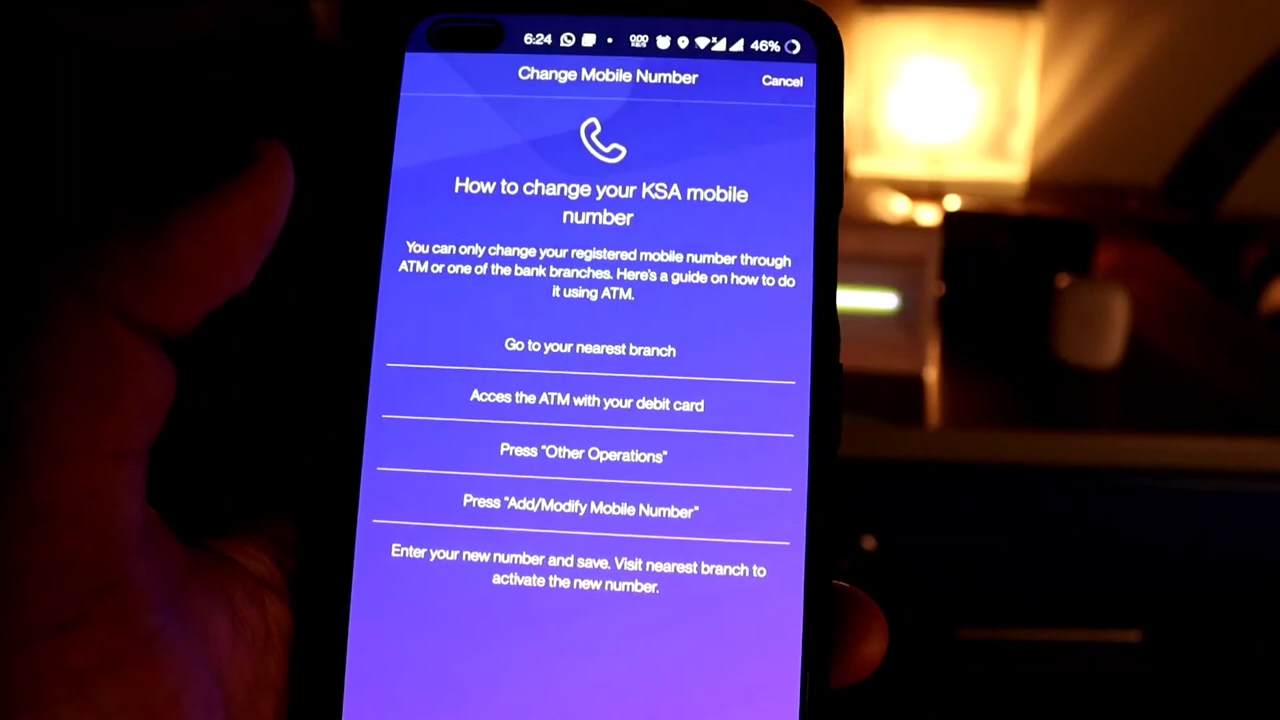 6:24 46%
Change Mobile Number Cancel
How to change your KSA mobile
number
You can only change your registered mobile number through
ATM or one of the bank branches. Here's a guide on how to do
it using ATM.
Go to your nearest branch
Acces the ATM with your debit card
Press "Other Operations"
Press "Add/Modify Mobile Number"
Enter your new number and save. Visit nearest branch to
activate the new number.